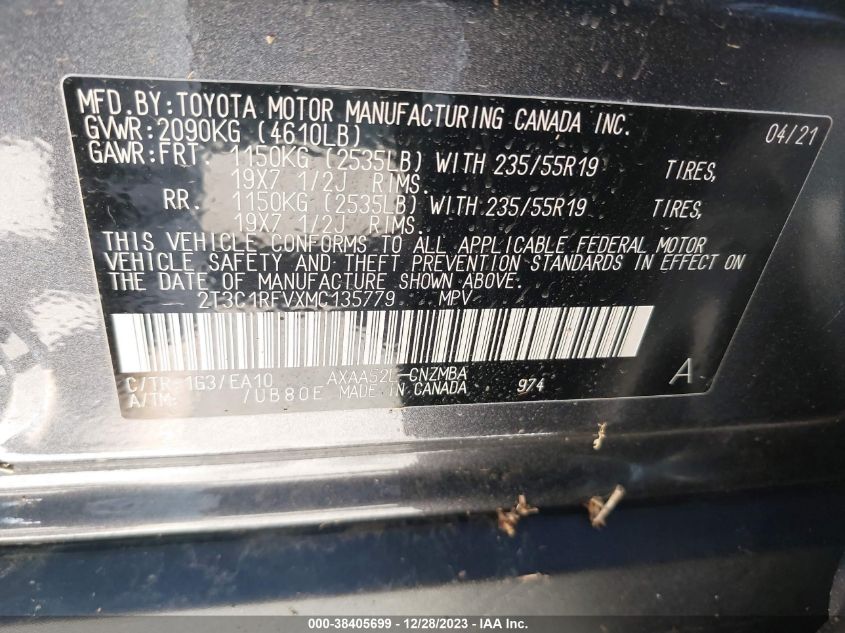 MFD.BY:TOYOTA MOTOR MANUFACTURING CANADA INC. 04/21
GVWR:2090KG (4610LB)
GAWR:FRT. 1150KG (2535LB) WITH 235/55R19 TIRES,
19X7 1/2J RIMS.
RR. 1150KG (2535LB) WITH 235/55R19 TIRES,
19X7 1/2J RIMS.
THIS VEHICLE CONFORMS TO ALL APPLICABLE FEDERAL MOTOR
VEHICLE SAFETY AND THEFT PREVENTION STANDARDS IN EFFECT ON
THE DATE OF MANUFACTURE SHOWN ABOVE.
2T3C1RFVXMC135779 MPV
C/TR:1G3/EA10 AXAA52L-CNZMBA
A/TM: /UB80E MADE IN CANADA 974 A
000-38405699 - 12/28/2023 - IAA Inc.